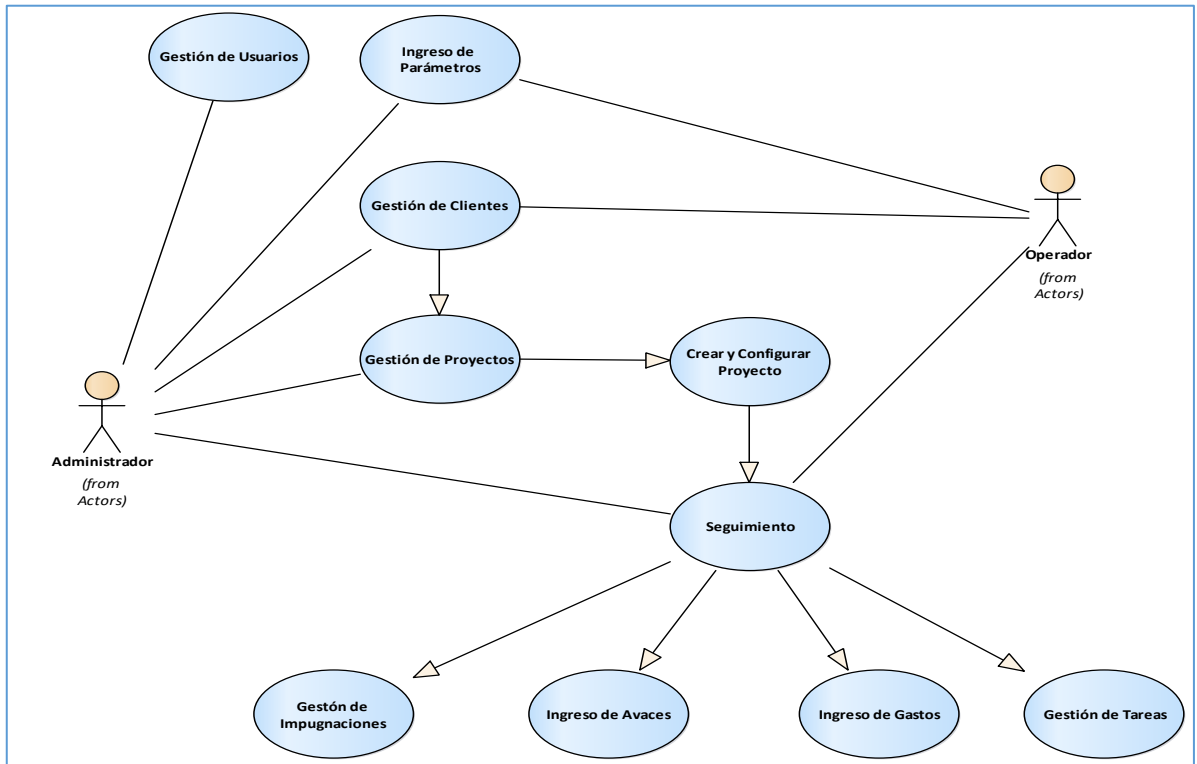 Gestión de Usuarios
Ingreso de
Parámetros
Gestión de Clientes
Operador
(from
Actors)
Gestión de Proyectos
Crear y Configurar
Proyecto
Administrador
(from
Actors)
Seguimiento
Gestón de
Impugnaciones
Ingreso de Avaces
Ingreso de Gastos
Gestión de Tareas